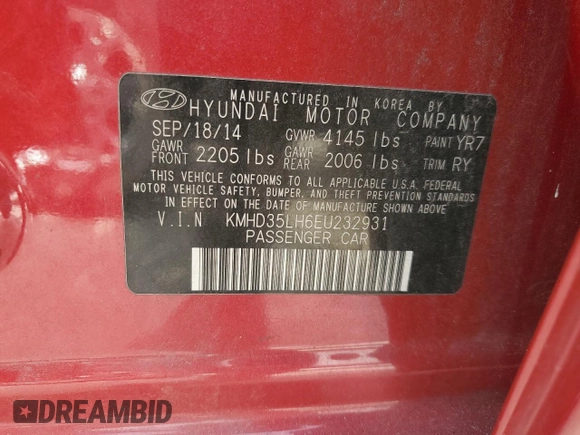 MANUFACTURED IN KOREA BY
HYUNDAI MOTOR COMPANY
SEP/18/14 GVWR 4145 lbs PAINT YR7
GAWR FRONT 2205 lbs GAWR REAR 2006 lbs TRIM RY
THIS VEHICLE CONFORMS TO ALL APPLICABLE U.S.A. FEDERAL
MOTOR VEHICLE SAFETY, BUMPER, AND THEFT PREVENTION STANDARDS
IN EFFECT ON THE DATE OF MANUFACTURE SHOWN ABOVE.
V.I.N KMHD35LH6EU232931
PASSENGER CAR
DREAMBID